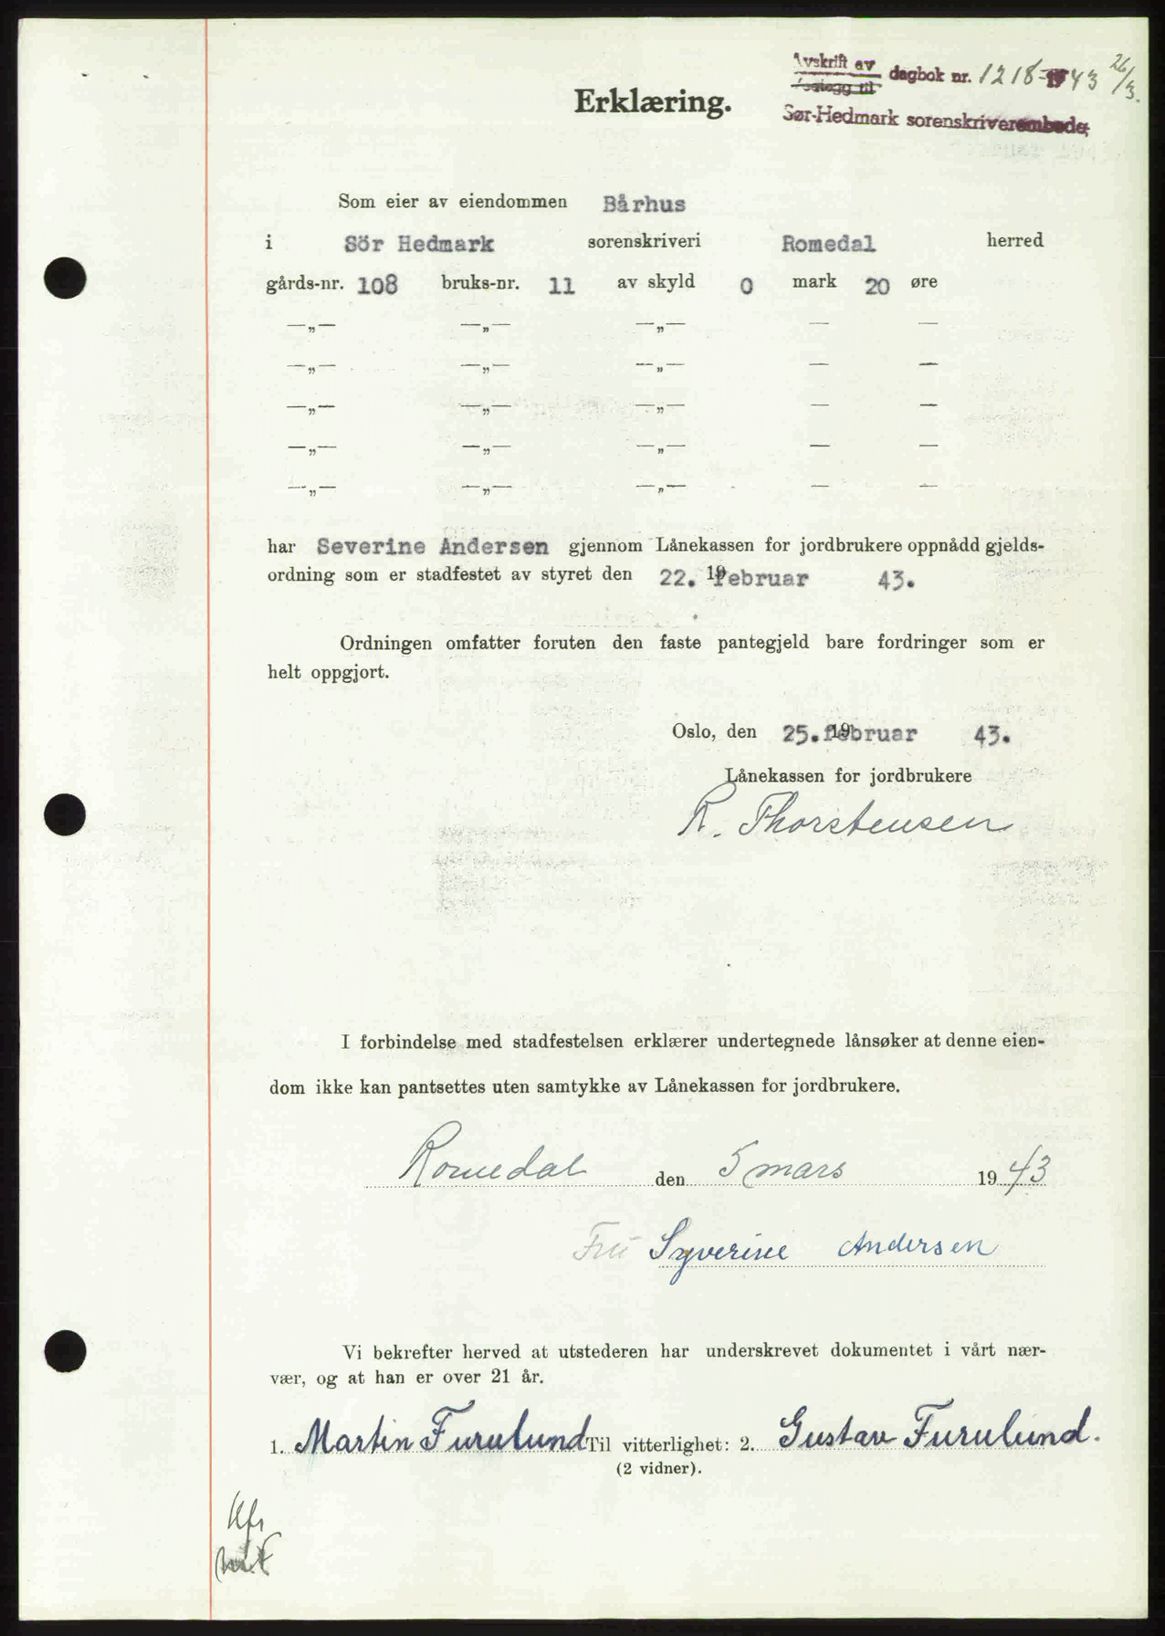 Avskrift av dagbok nr. 1218-1943 26/3.
Sør-Hedmark sorenskriverembede
Erklæring.
Som eier av eiendommen Bårhus
i Sör Hedmark sorenskriveri Romedal herred
gårds-nr. 108 bruks-nr. 11 av skyld 0 mark 20 øre
—„— —„— —„— — —
—„— —„— —„— — —
—„— —„— —„— — —
—„— —„— —„— — —
—„— —„— —„— — —
har Severine Andersen gjennom Lånekassen for jordbrukere oppnådd gjelds-
ordning som er stadfestet av styret den 22. februar 19 43.
Ordningen omfatter foruten den faste pantegjeld bare fordringer som er
helt oppgjort.
Oslo, den 25. februar 19 43.
Lånekassen for jordbrukere
R. Thorstensen
I forbindelse med stadfestelsen erklærer undertegnede lånsøker at denne eien-
dom ikke kan pantsettes uten samtykke av Lånekassen for jordbrukere.
Romedal den 5 mars 1943
Fru Syverine Andersen
Vi bekrefter herved at utstederen har underskrevet dokumentet i vårt nær-
vær, og at han er over 21 år.
1. Martin Furulund Til vitterlighet: 2. Gustav Furulund.
(2 vidner).